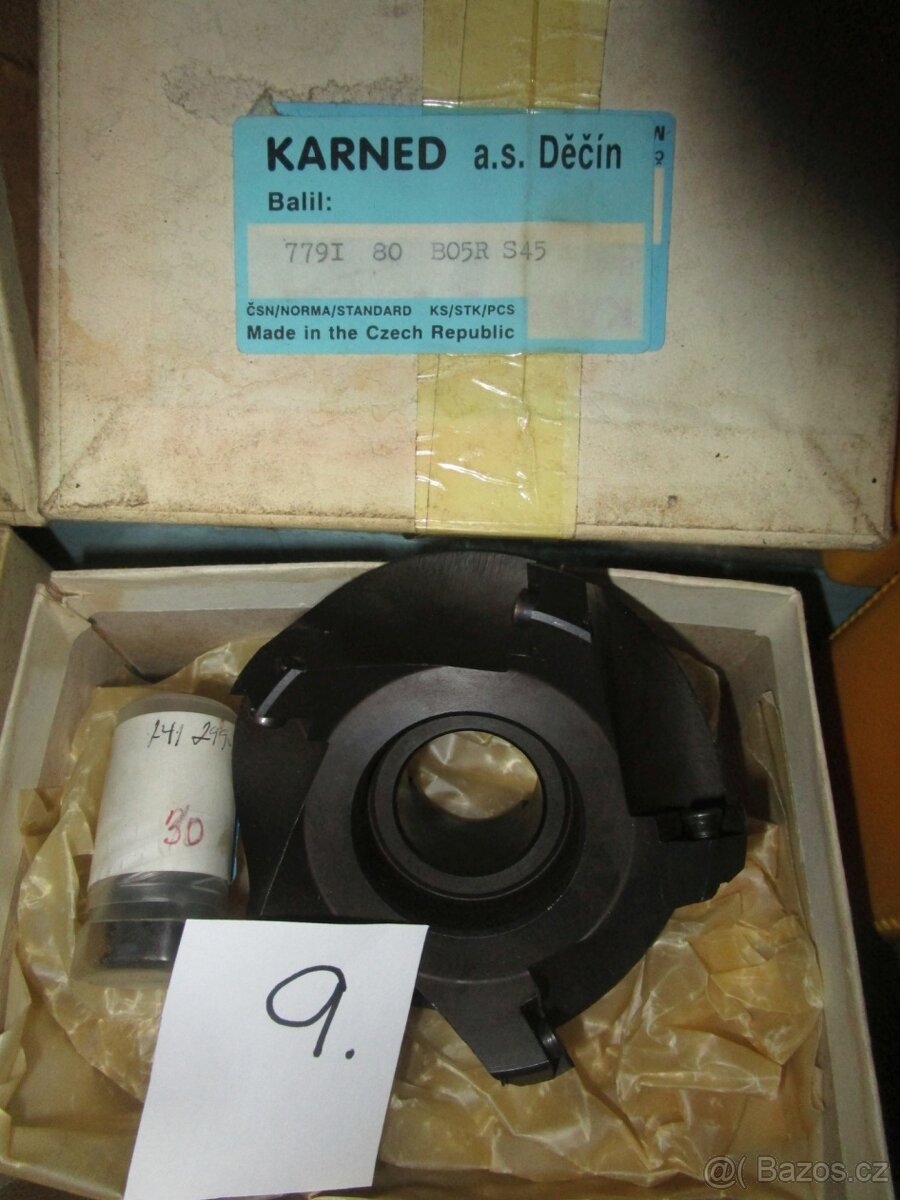 KARNED a.s. Děčín
Balil:
779I 80 B05R S45
ČSN/NORMA/STANDARD KS/STK/PCS
Made in the Czech Republic
N
30
9.
@( Bazos.cz